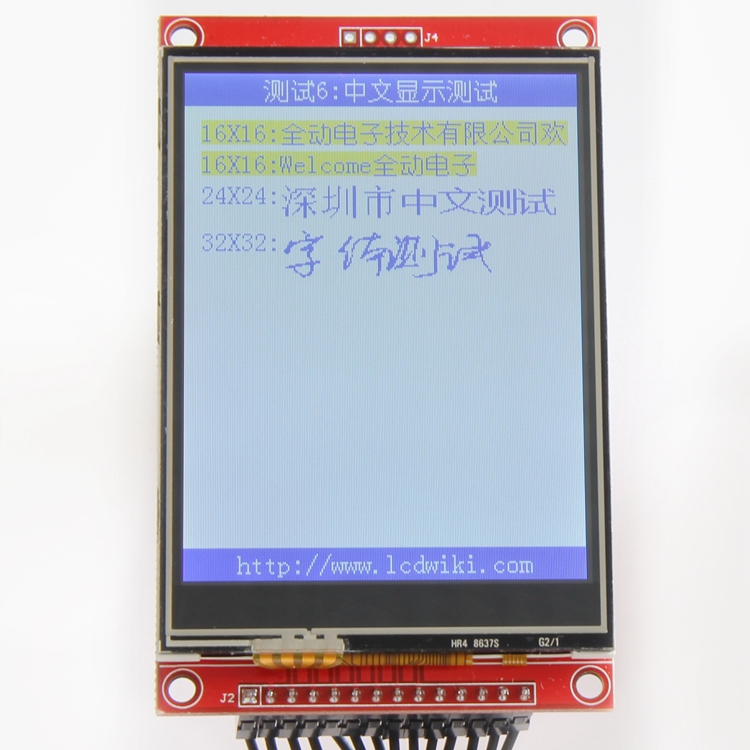 J4
测试6:中文显示测试
16X16:全动电子技术有限公司欢
16X16:Welcome全动电子
24X24:深圳市中文测试
32X32:字体测试
http://www.lcdwiki.com
HR4 8637S G2/1
J2